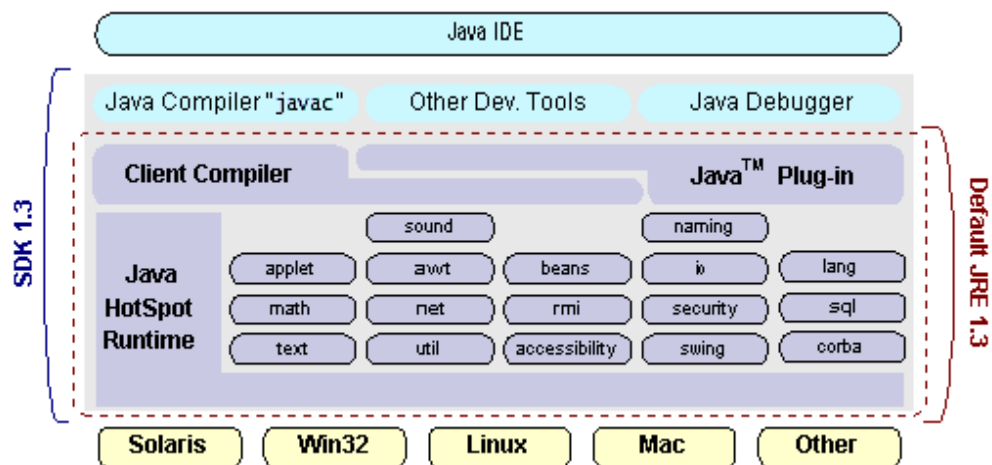 Java IDE
Java Compiler "javac"
Other Dev. Tools
Java Debugger
Client Compiler
Java™ Plug-in
SDK 1.3
Default JRE 1.3
Java
HotSpot
Runtime
sound
naming
applet
awt
beans
io
lang
math
net
rmi
security
sql
text
util
accessibility
swing
corba
Solaris
Win32
Linux
Mac
Other